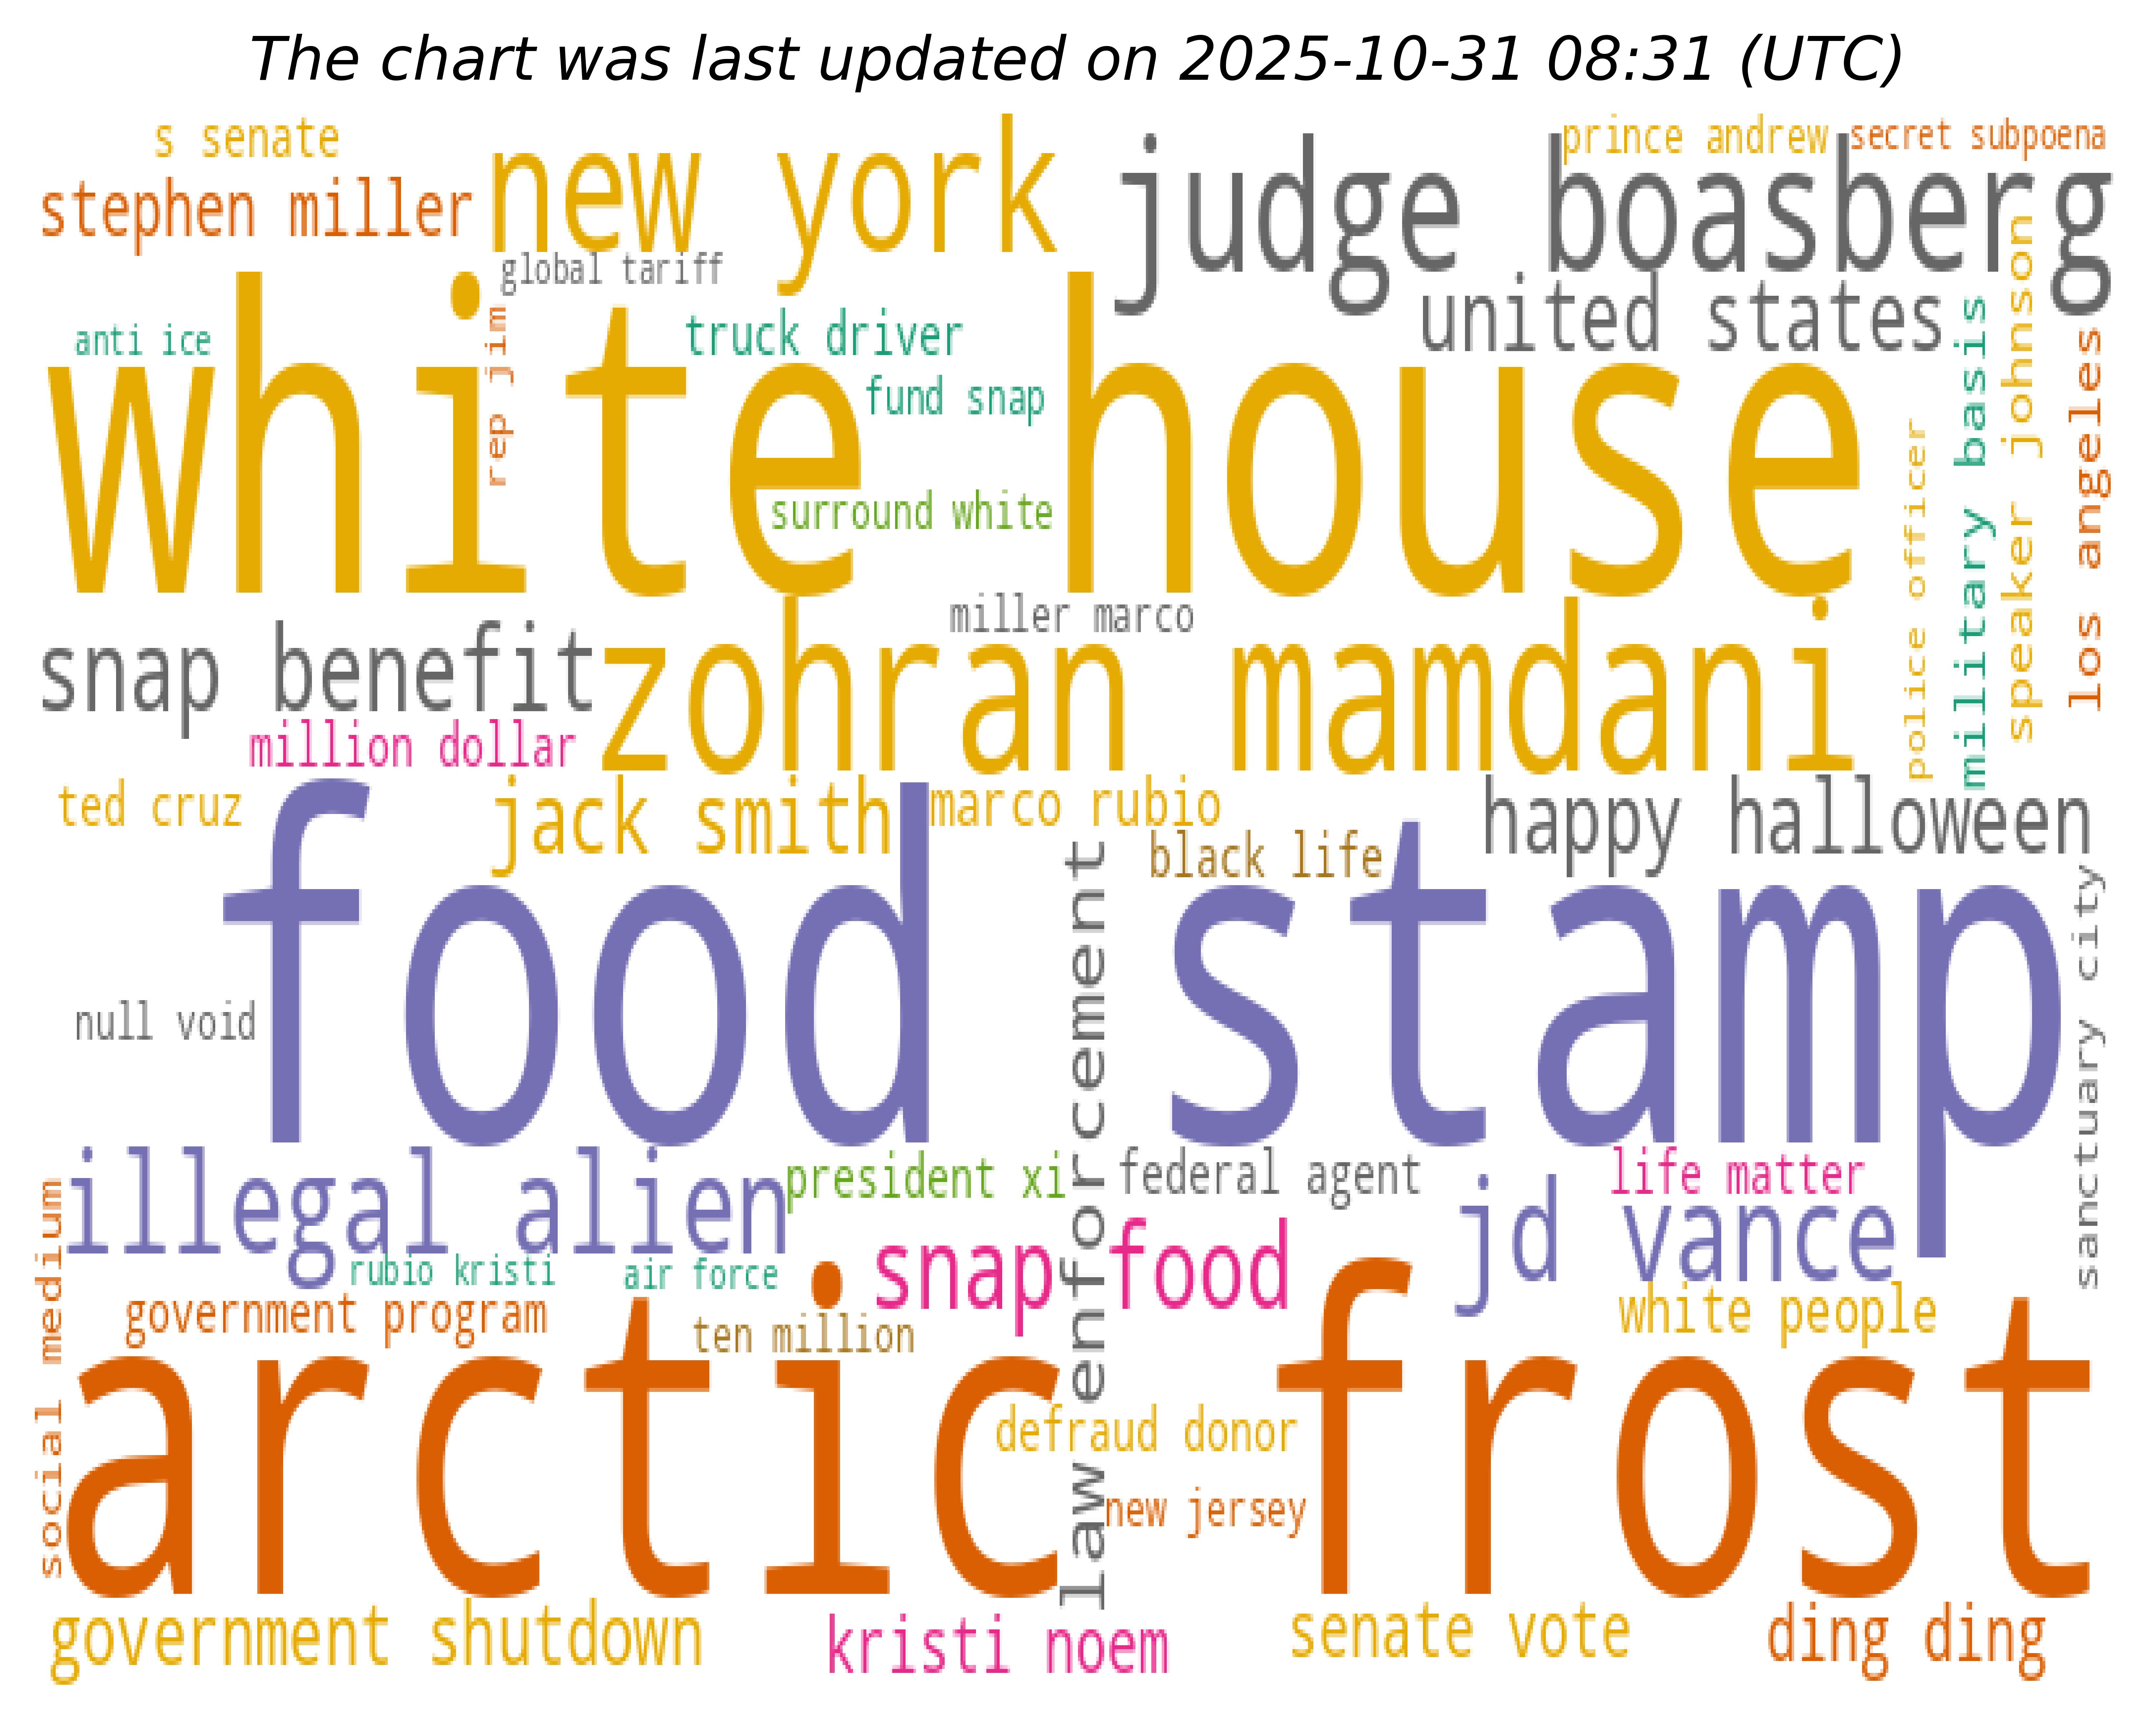 The chart was last updated on 2025-10-31 08:31 (UTC)
s senate
prince andrew
secret subpoena
stephen miller
new york
judge boasberg
global tariff
united states
anti ice
rep jim
truck driver
fund snap
white house
surround white
police officer
military basis
speaker johnson
los angeles
miller marco
snap benefit
zohran mamdani
million dollar
ted cruz
jack smith
marco rubio
happy halloween
black life
food stamp
null void
law enforcement
sanctuary city
illegal alien
president xi
federal agent
life matter
jd vance
social medium
rubio kristi
air force
snap food
government program
ten million
white people
arctic frost
defraud donor
new jersey
government shutdown
kristi noem
senate vote
ding ding